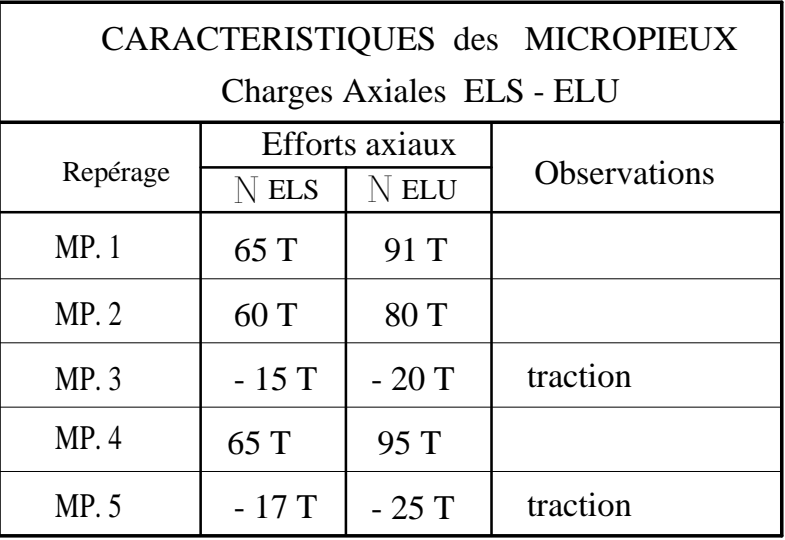 CARACTERISTIQUES des MICROPIEUX
Charges Axiales ELS - ELU
Repérage Efforts axiaux Observations
N ELS N ELU
MP. 1 65 T 91 T
MP. 2 60 T 80 T
MP. 3 - 15 T - 20 T traction
MP. 4 65 T 95 T
MP. 5 - 17 T - 25 T traction